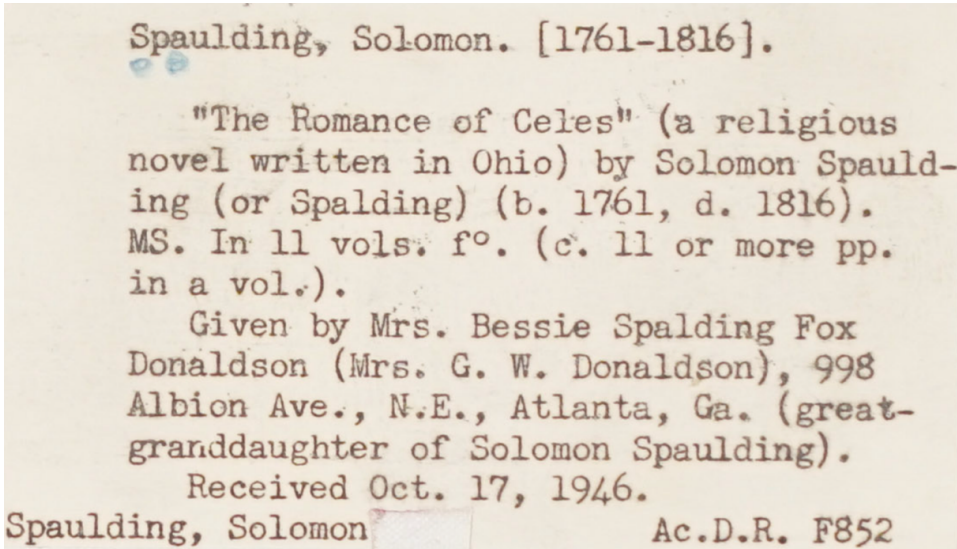 Spaulding, Solomon. [1761-1816].
"The Romance of Celes" (a religious
novel written in Ohio) by Solomon Spauld-
ing (or Spalding) (b. 1761, d. 1816).
MS. In 11 vols. f°. (c. 11 or more pp.
in a vol.).
Given by Mrs. Bessie Spalding Fox
Donaldson (Mrs. G. W. Donaldson), 998
Albion Ave., N.E., Atlanta, Ga. (great-
granddaughter of Solomon Spaulding).
Received Oct. 17, 1946.
Spaulding, Solomon Ac.D.R. F852